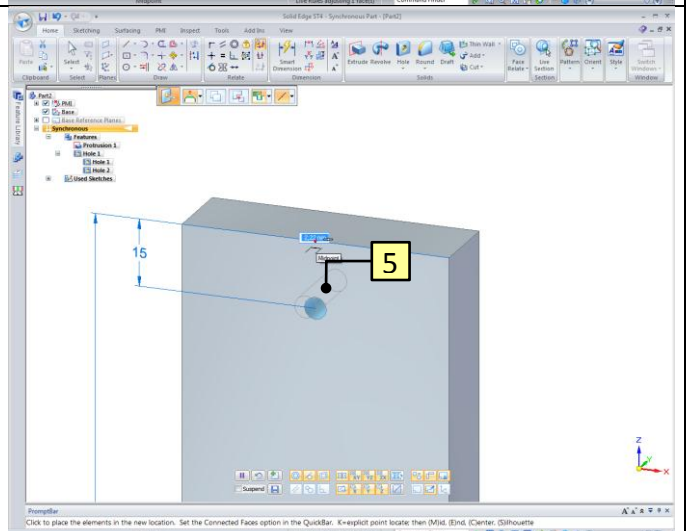 Solid Edge ST4 - Synchronous Part - [Part2]
Home Sketching Surfacing PMI Inspect Tools Add Ins View
Paste
Select
Planes
Smart Dimension
Extrude Revolve Hole Round Draft
Thin Wall
Add
Cut
Face Relate
Live Section
Pattern Orient Style
Switch Windows
Clipboard Select Planes Draw Relate Dimension Solids Section Window
Feature Library
Part2
PMI
Base
Base Reference Planes
Synchronous
Features
Protrusion 1
Hole 1
Hole 1
Hole 2
Used Sketches
Midpoint
15
5
Z
Y
X
Suspend
PromptBar
Click to place the elements in the new location. Set the Connected Faces option in the QuickBar. K=explicit point locate; then (M)id, (E)nd, (C)enter, (S)ilhouette